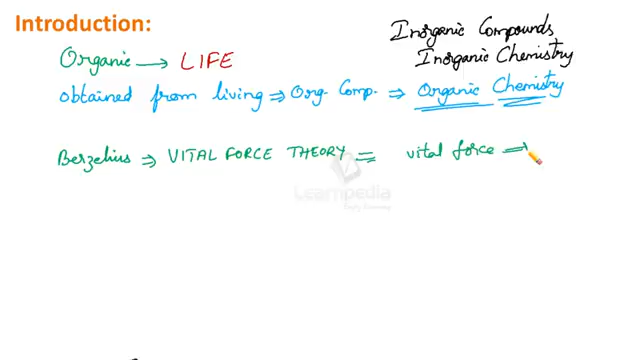 Introduction:
Inorganic Compounds
Inorganic Chemistry
Organic → LIFE
obtained from living ⇒ Org. Comp. ⇒ Organic Chemistry
Berzelius ⇒ VITAL FORCE THEORY = vital force →
Learnpedia